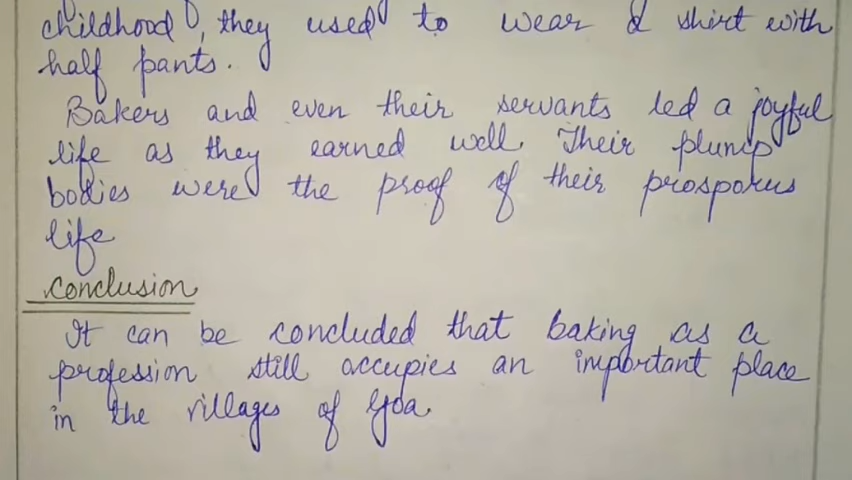 childhood, they used to wear a shirt with
half pants.
Bakers and even their servants led a joyful
life as they earned well. Their plump
bodies were the proof of their prosporus
life
Conclusion
It can be concluded that baking as a
profession still occupies an important place
in the villages of Goa.